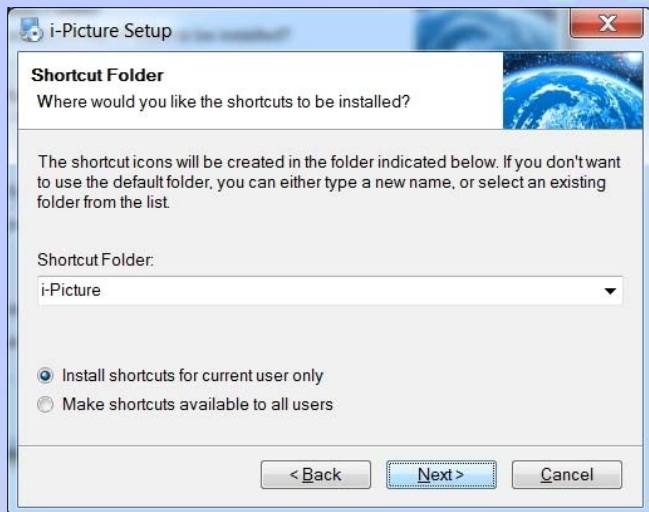 i-Picture Setup
Shortcut Folder
Where would you like the shortcuts to be installed?
The shortcut icons will be created in the folder indicated below. If you don't want
to use the default folder, you can either type a new name, or select an existing
folder from the list.
Shortcut Folder:
i-Picture
Install shortcuts for current user only
Make shortcuts available to all users
< Back
Next >
Cancel